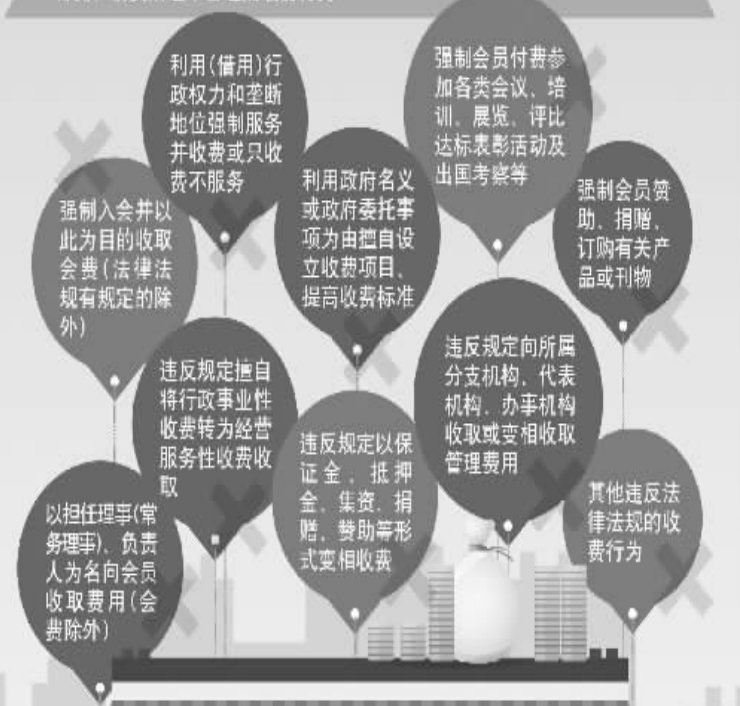 利用(借用)行
政权力和垄断
地位强制服务
并收费或只收
费不服务
强制会员付费参
加各类会议、培
训、展览、评比
达标表彰活动及
出国考察等
利用政府名义
或政府委托事
项为由擅自设
立收费项目、
提高收费标准
强制会员赞
助、捐赠、
订购有关产
品或刊物
强制入会并以
此为目的收取
会费(法律法
规有规定的除
外)
违反规定擅自
将行政事业性
收费转为经营
服务性收费收
取
违反规定向所属
分支机构、代表
机构、办事机构
收取或变相收取
管理费用
违反规定以保
证金、抵押
金、集资、捐
赠、赞助等形
式变相收费
其他违反法
律法规的收
费行为
以担任理事(常
务理事)、负责
人为名向会员
收取费用(会
费除外)